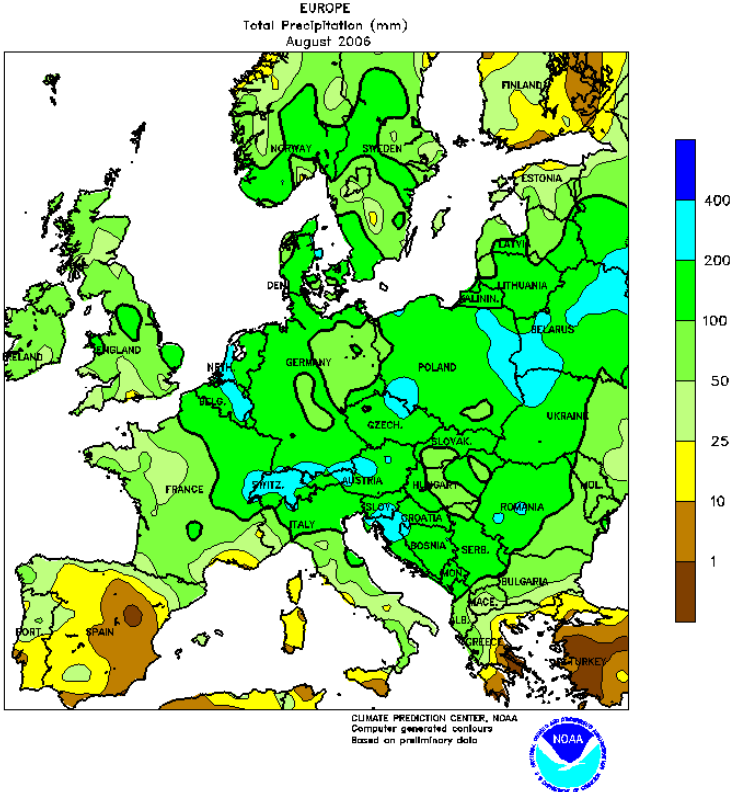 EUROPE
Total Precipitation (mm)
August 2006
FINLAND
NORWAY
SWEDEN
ESTONIA
LATVIA
LITHUANIA
KALININ.
DEN.
IRELAND
ENGLAND
NETH.
BELG.
GERMANY
POLAND
BELARUS
CZECH.
UKRAINE
SLOVAK.
FRANCE
SWITZ.
AUSTRIA
HUNGARY
MOL.
ROMANIA
SLOV.
CROATIA
ITALY
BOSNIA
SERB.
MON.
BULGARIA
MACE.
ALB.
GREECE
TURKEY
PORT.
SPAIN
400
200
100
50
25
10
1
CLIMATE PREDICTION CENTER, NOAA
Computer generated contours
Based on preliminary data
NOAA